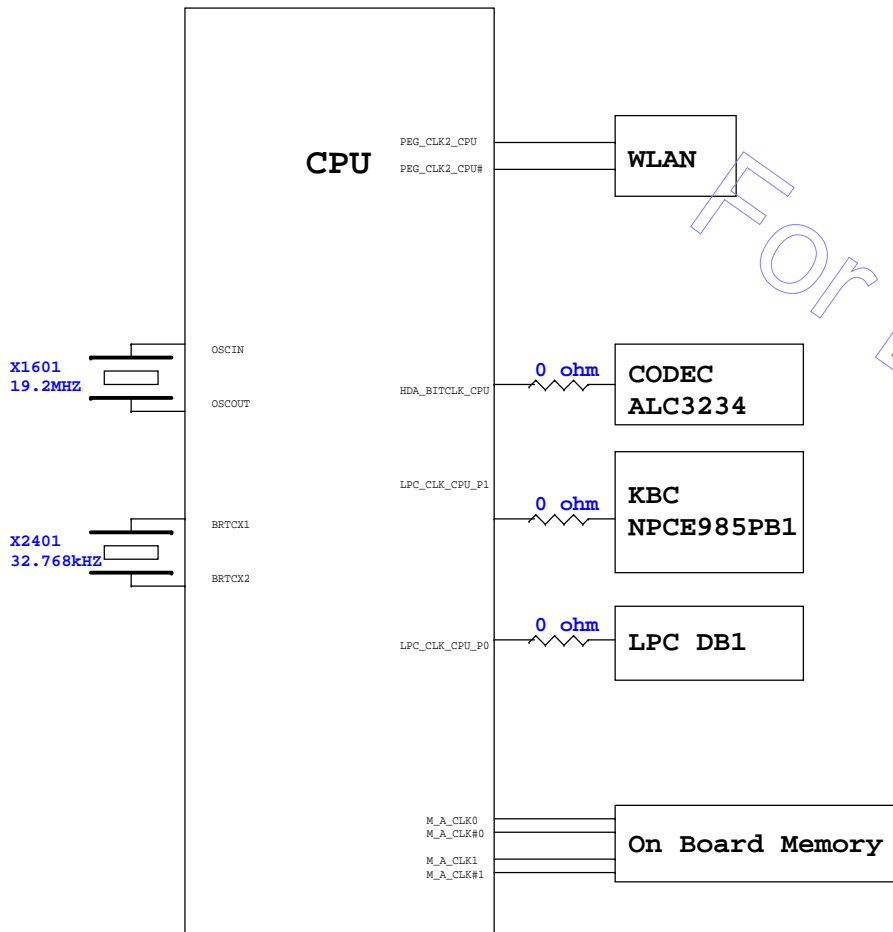 CPU
PEG_CLK2_CPU
PEG_CLK2_CPU#
WLAN
For
X1601
19.2MHZ
OSCIN
OSCOUT
HDA_BITCLK_CPU
0 ohm
CODEC
ALC3234
LPC_CLK_CPU_P1
0 ohm
KBC
NPCE985PB1
X2401
32.768kHZ
BRTCX1
BRTCX2
LPC_CLK_CPU_P0
0 ohm
LPC DB1
M_A_CLK0
M_A_CLK#0
M_A_CLK1
M_A_CLK#1
On Board Memory